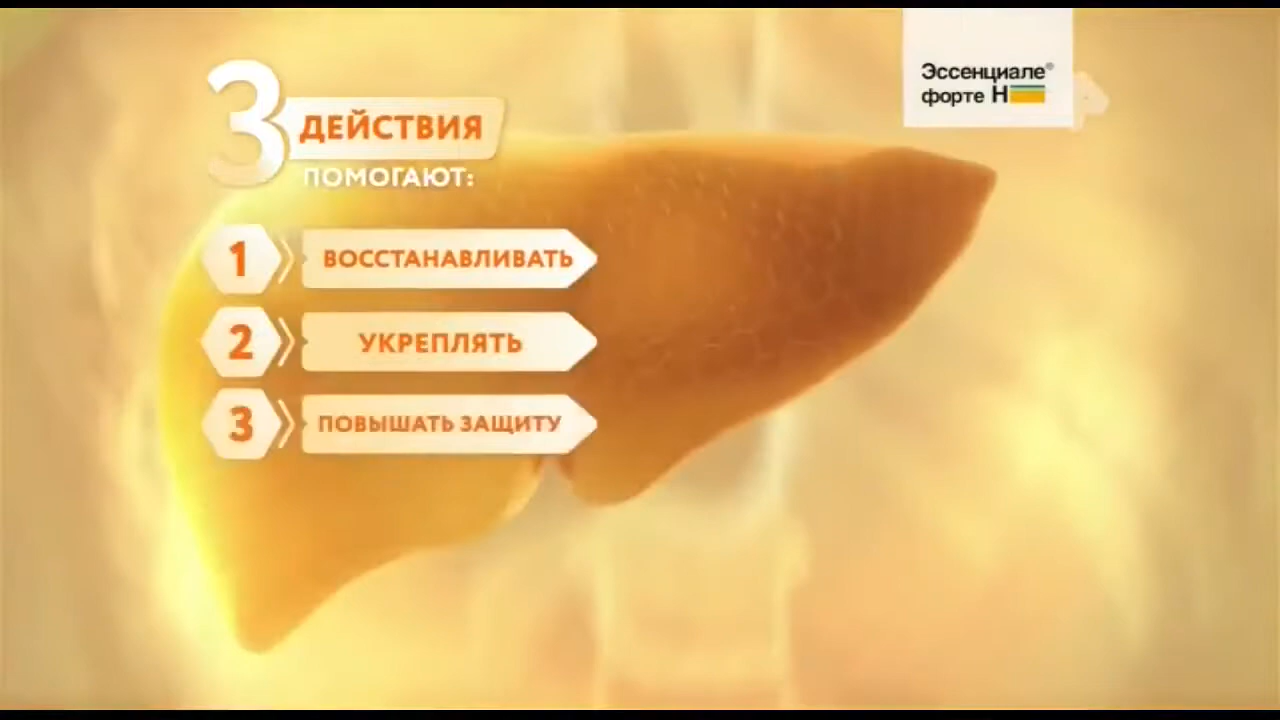 3 ДЕЙСТВИЯ
ПОМОГАЮТ:
1 ВОССТАНАВЛИВАТЬ
2 УКРЕПЛЯТЬ
3 ПОВЫШАТЬ ЗАЩИТУ
Эссенциале®
форте Н